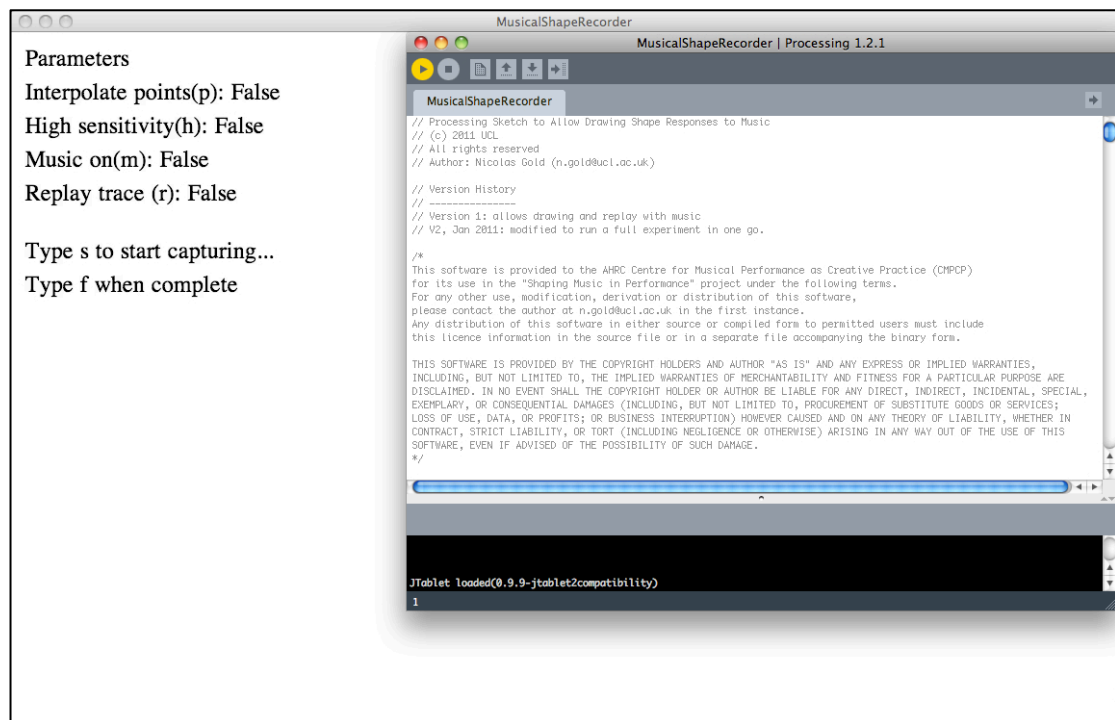 MusicalShapeRecorder
Parameters
Interpolate points(p): False
High sensitivity(h): False
Music on(m): False
Replay trace (r): False
Type s to start capturing...
Type f when complete
MusicalShapeRecorder | Processing 1.2.1
MusicalShapeRecorder
// Processing Sketch to Allow Drawing Shape Responses to Music
// (c) 2011 UCL
// All rights reserved
// Author: Nicolas Gold (n.gold@ucl.ac.uk)
// Version History
// ---------------
// Version 1: allows drawing and replay with music
// V2, Jan 2011: modified to run a full experiment in one go.
/*
This software is provided to the AHRC Centre for Musical Performance as Creative Practice (CMPCP)
for its use in the "Shaping Music in Performance" project under the following terms.
For any other use, modification, derivation or distribution of this software,
please contact the author at n.gold@ucl.ac.uk in the first instance.
Any distribution of this software in either source or compiled form to permitted users must include
this licence information in the source file or in a separate file accompanying the binary form.
THIS SOFTWARE IS PROVIDED BY THE COPYRIGHT HOLDERS AND AUTHOR "AS IS" AND ANY EXPRESS OR IMPLIED WARRANTIES,
INCLUDING, BUT NOT LIMITED TO, THE IMPLIED WARRANTIES OF MERCHANTABILITY AND FITNESS FOR A PARTICULAR PURPOSE ARE
DISCLAIMED. IN NO EVENT SHALL THE COPYRIGHT HOLDER OR AUTHOR BE LIABLE FOR ANY DIRECT, INDIRECT, INCIDENTAL, SPECIAL,
EXEMPLARY, OR CONSEQUENTIAL DAMAGES (INCLUDING, BUT NOT LIMITED TO, PROCUREMENT OF SUBSTITUTE GOODS OR SERVICES;
LOSS OF USE, DATA, OR PROFITS; OR BUSINESS INTERRUPTION) HOWEVER CAUSED AND ON ANY THEORY OF LIABILITY, WHETHER IN
CONTRACT, STRICT LIABILITY, OR TORT (INCLUDING NEGLIGENCE OR OTHERWISE) ARISING IN ANY WAY OUT OF THE USE OF THIS
SOFTWARE, EVEN IF ADVISED OF THE POSSIBILITY OF SUCH DAMAGE.
*/
JTablet loaded(0.9.9-jtablet2compatibility)
1